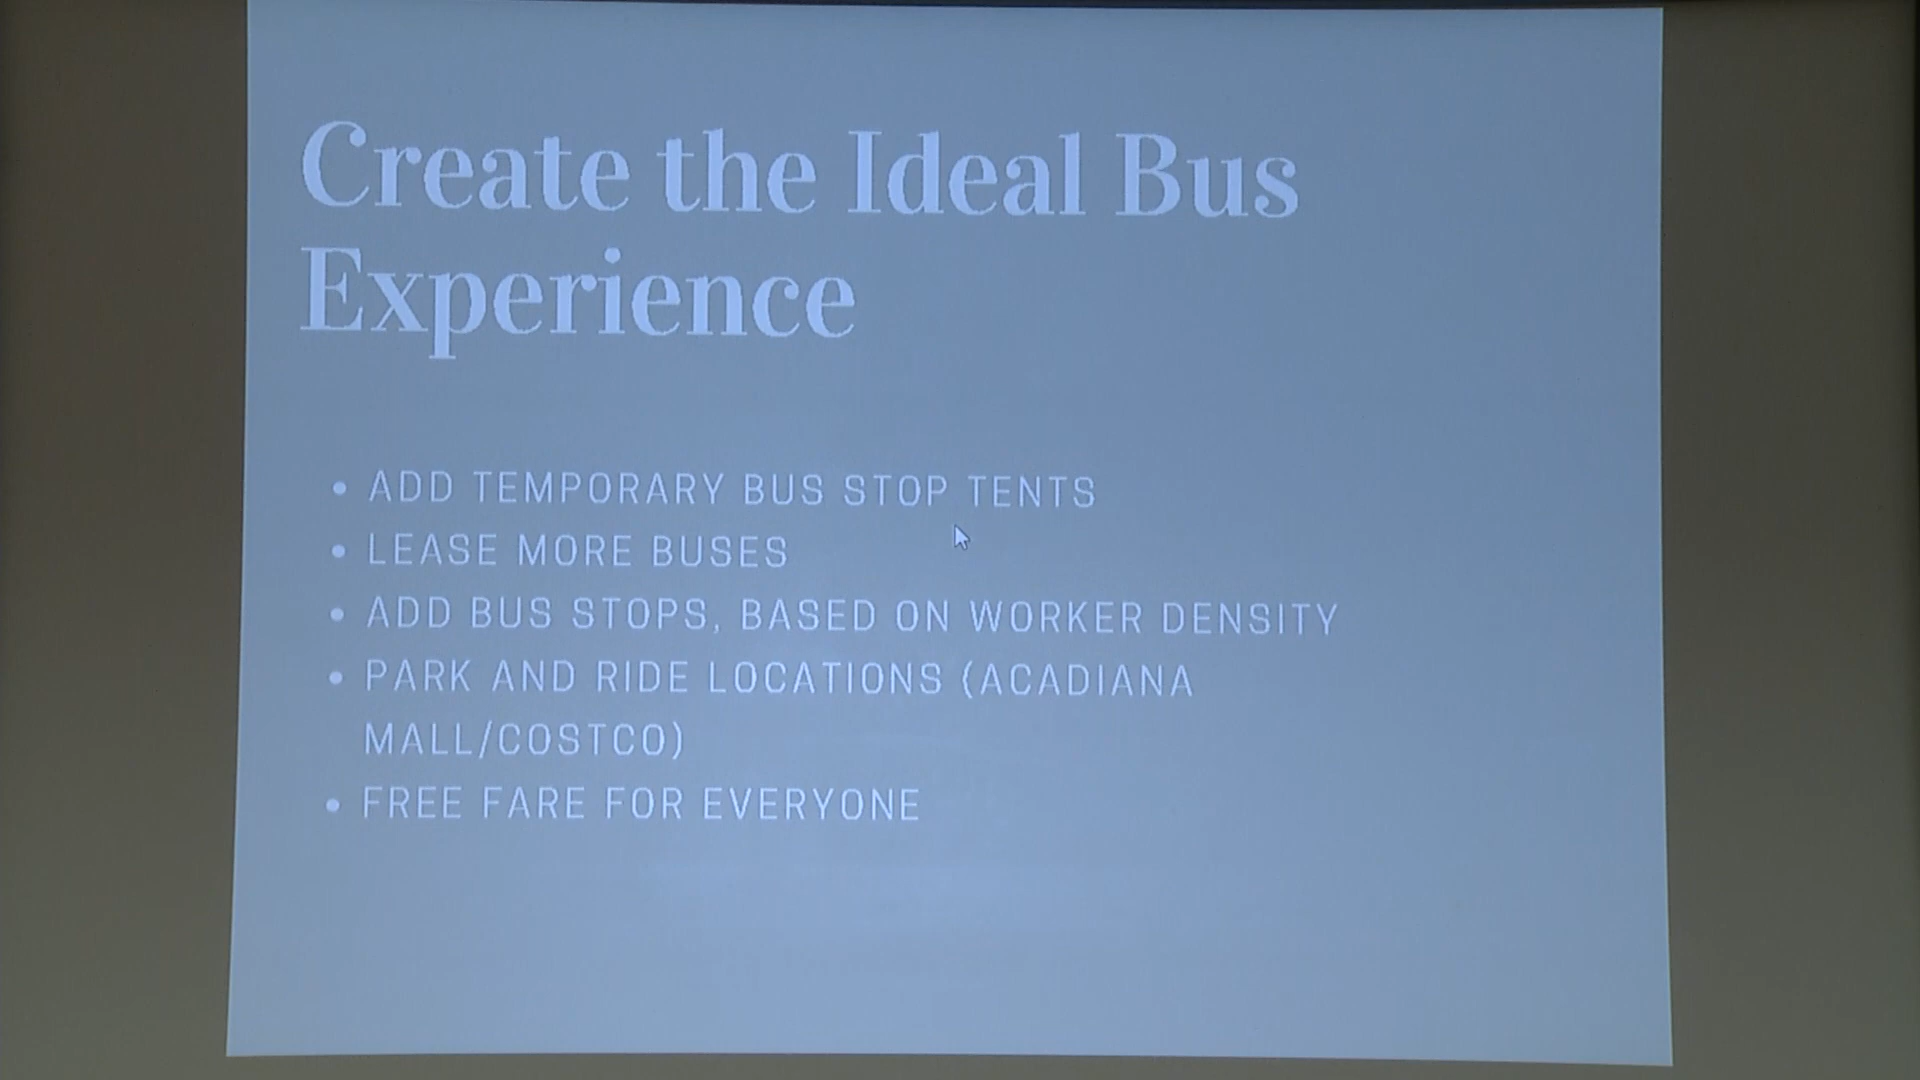 Create the Ideal Bus
Experience
• ADD TEMPORARY BUS STOP TENTS
• LEASE MORE BUSES
• ADD BUS STOPS, BASED ON WORKER DENSITY
• PARK AND RIDE LOCATIONS (ACADIANA
MALL/COSTCO)
• FREE FARE FOR EVERYONE